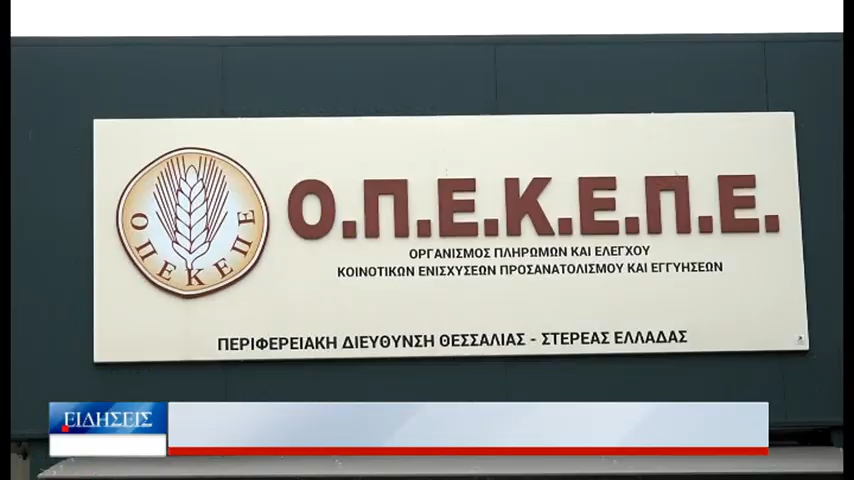 Ο.Π.Ε.Κ.Ε.Π.Ε.
ΟΠΕΚΕΠΕ
ΟΡΓΑΝΙΣΜΟΣ ΠΛΗΡΩΜΩΝ ΚΑΙ ΕΛΕΓΧΟΥ
ΚΟΙΝΟΤΙΚΩΝ ΕΝΙΣΧΥΣΕΩΝ ΠΡΟΣΑΝΑΤΟΛΙΣΜΟΥ ΚΑΙ ΕΓΓΥΗΣΕΩΝ
ΠΕΡΙΦΕΡΕΙΑΚΗ ΔΙΕΥΘΥΝΣΗ ΘΕΣΣΑΛΙΑΣ - ΣΤΕΡΕΑΣ ΕΛΛΑΔΑΣ
ΕΙΔΗΣΕΙΣ